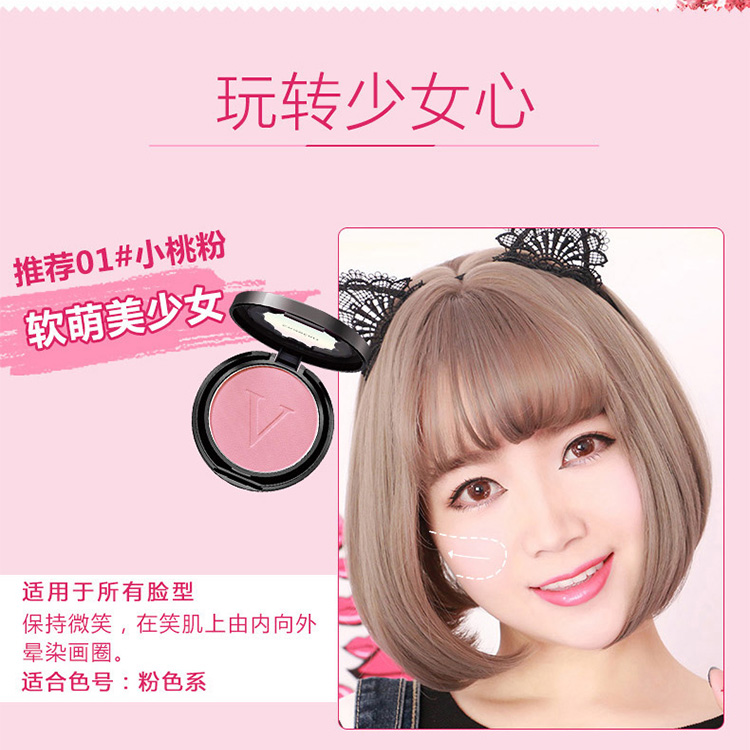 玩转少女心
推荐01#小桃粉
软萌美少女
V
适用于所有脸型
保持微笑，在笑肌上由内向外
晕染画圈。
适合色号：粉色系